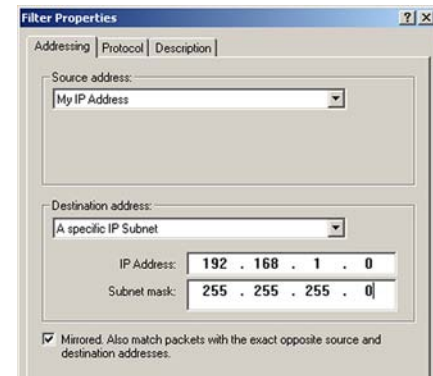 Filter Properties
Addressing Protocol Description
Source address:
My IP Address
Destination address:
A specific IP Subnet
IP Address: 192 . 168 . 1 . 0
Subnet mask: 255 . 255 . 255 . 0
Mirrored. Also match packets with the exact opposite source and
destination addresses.